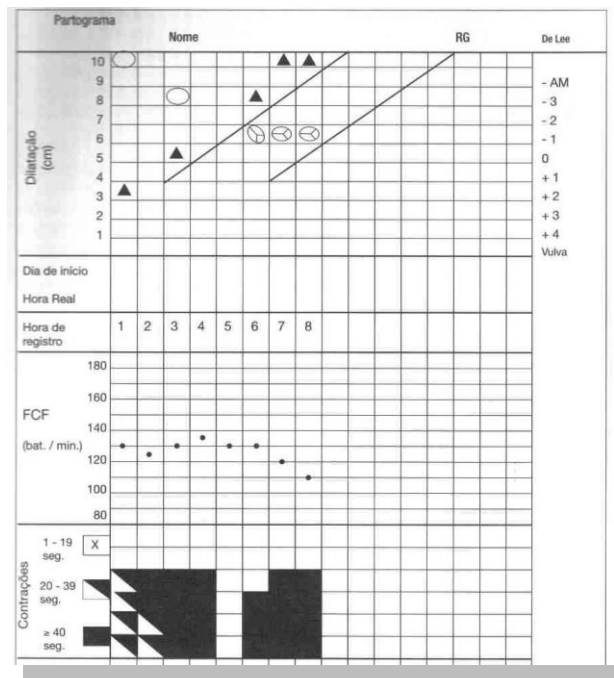 Partograma
Nome RG De Lee
10
9 - AM
8 - 3
7 - 2
6 - 1
5 0
4 + 1
3 + 2
2 + 3
1 + 4
Vulva
Dilatação
(cm)
Dia de início
Hora Real
Hora de
registro
1 2 3 4 5 6 7 8
180
160
FCF
140
(bat. / min.)
120
100
80
Contrações
1 - 19 X
seg.
20 - 39
seg.
≥ 40
seg.